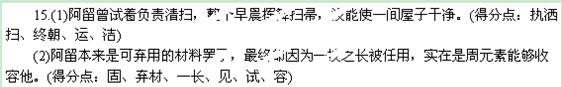 15.(1)阿留曾试着负责清扫，整个早晨挥舞扫帚，没能使一间屋子干净。(得分点：执洒
扫、终朝、运、洁)
(2)阿留本来是可弃用的材料罢了，最终却因为一技之长被任用，实在是周元素能够收
容他。(得分点：固、弃材、一长、见、试、容)